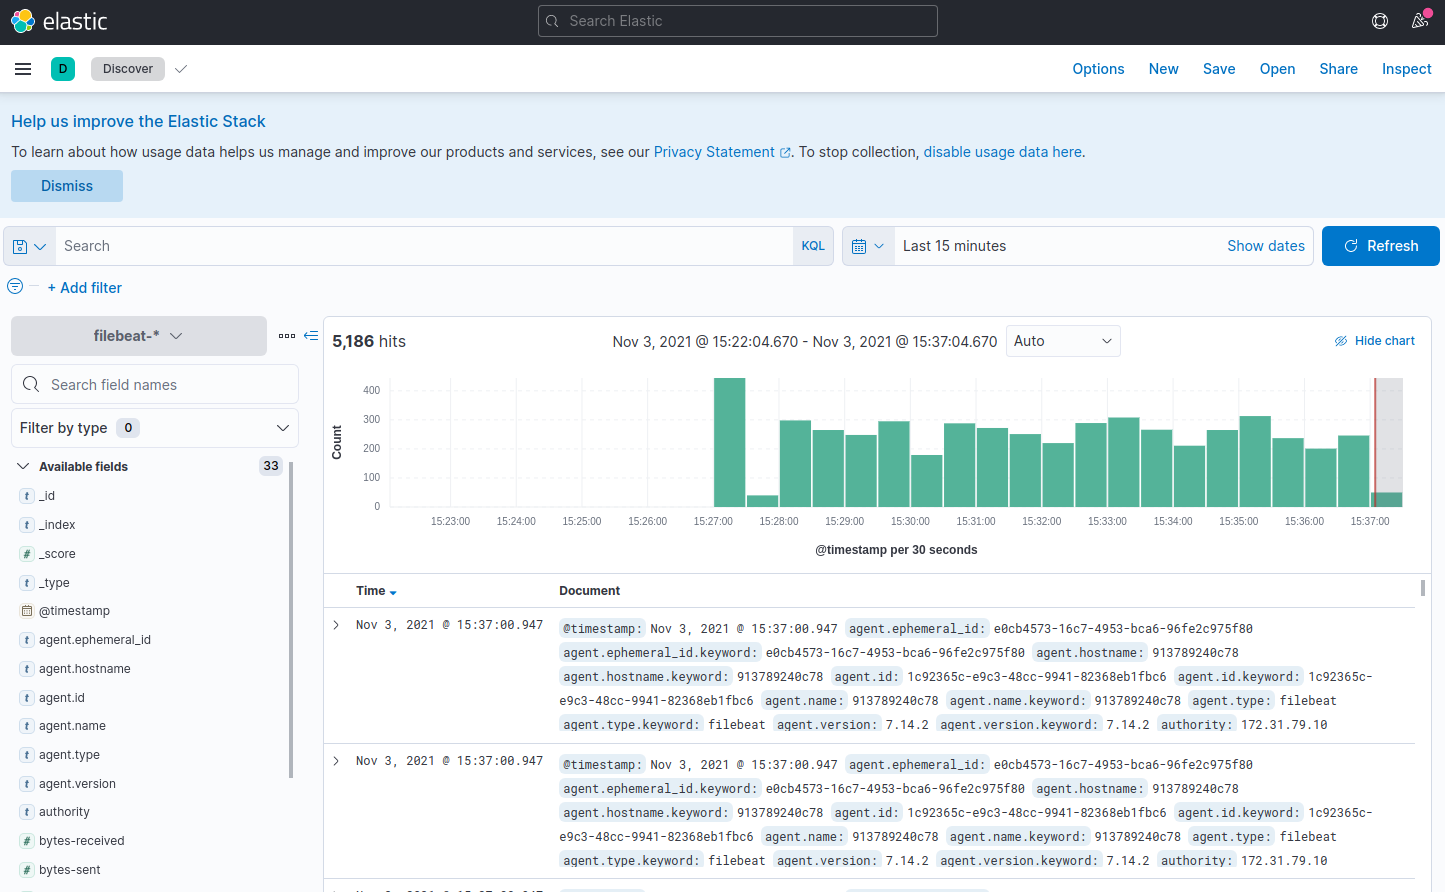 elastic
Search Elastic
D
Discover
Options New Save Open Share Inspect
Help us improve the Elastic Stack
To learn about how usage data helps us manage and improve our products and services, see our Privacy Statement. To stop collection, disable usage data here.
Dismiss
Search
KQL
Last 15 minutes
Show dates
Refresh
+ Add filter
filebeat-*
Search field names
Filter by type 0
Available fields 33
t _id
t _index
# _score
t _type
@timestamp
t agent.ephemeral_id
t agent.hostname
t agent.id
t agent.name
t agent.type
t agent.version
t authority
# bytes-received
# bytes-sent
5,186 hits
Nov 3, 2021 @ 15:22:04.670 - Nov 3, 2021 @ 15:37:04.670
Auto
Hide chart
Count
400
300
200
100
0
15:23:00 15:24:00 15:25:00 15:26:00 15:27:00 15:28:00 15:29:00 15:30:00 15:31:00 15:32:00 15:33:00 15:34:00 15:35:00 15:36:00 15:37:00
@timestamp per 30 seconds
Time Document
Nov 3, 2021 @ 15:37:00.947
@timestamp: Nov 3, 2021 @ 15:37:00.947 agent.ephemeral_id: e0cb4573-16c7-4953-bca6-96fe2c975f80
agent.ephemeral_id.keyword: e0cb4573-16c7-4953-bca6-96fe2c975f80 agent.hostname: 913789240c78
agent.hostname.keyword: 913789240c78 agent.id: 1c92365c-e9c3-48cc-9941-82368eb1fbc6 agent.id.keyword: 1c92365c-
e9c3-48cc-9941-82368eb1fbc6 agent.name: 913789240c78 agent.name.keyword: 913789240c78 agent.type: filebeat
agent.type.keyword: filebeat agent.version: 7.14.2 agent.version.keyword: 7.14.2 authority: 172.31.79.10
Nov 3, 2021 @ 15:37:00.947
@timestamp: Nov 3, 2021 @ 15:37:00.947 agent.ephemeral_id: e0cb4573-16c7-4953-bca6-96fe2c975f80
agent.ephemeral_id.keyword: e0cb4573-16c7-4953-bca6-96fe2c975f80 agent.hostname: 913789240c78
agent.hostname.keyword: 913789240c78 agent.id: 1c92365c-e9c3-48cc-9941-82368eb1fbc6 agent.id.keyword: 1c92365c-
e9c3-48cc-9941-82368eb1fbc6 agent.name: 913789240c78 agent.name.keyword: 913789240c78 agent.type: filebeat
agent.type.keyword: filebeat agent.version: 7.14.2 agent.version.keyword: 7.14.2 authority: 172.31.79.10